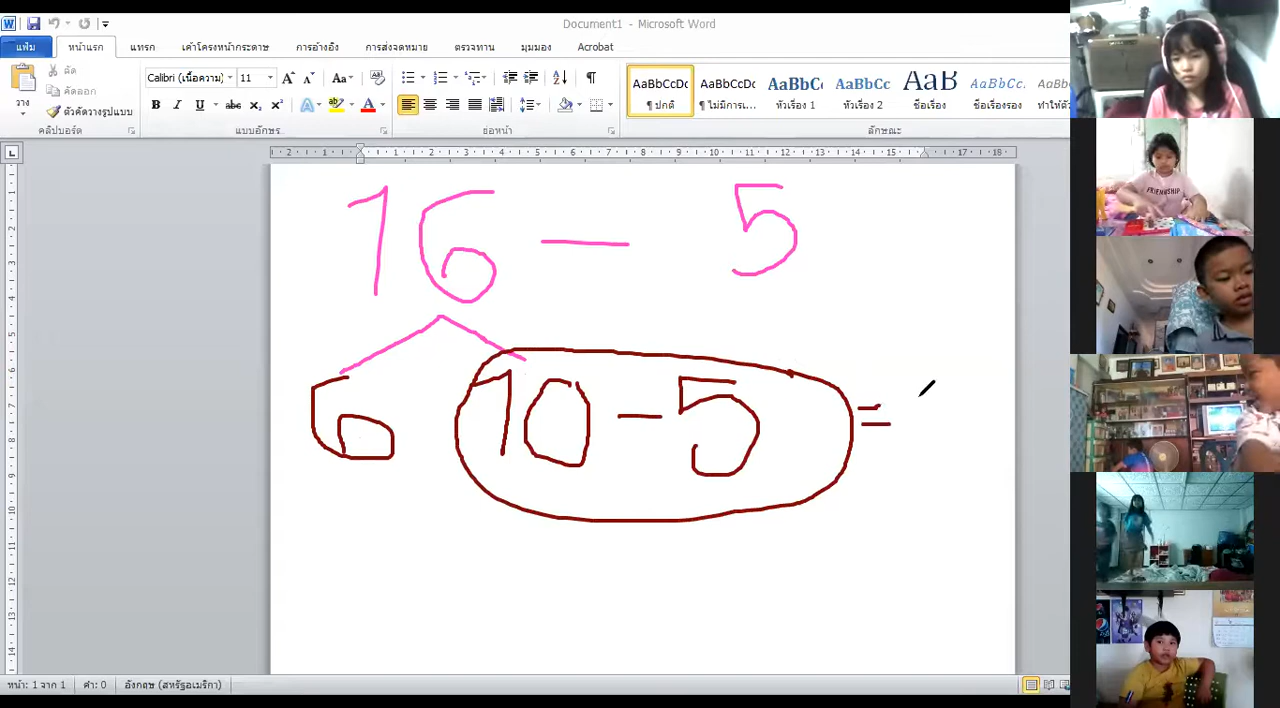 Document1 - Microsoft Word
แฟ้ม หน้าแรก แทรก เค้าโครงหน้ากระดาษ การอ้างอิง การส่งจดหมาย ตรวจทาน มุมมอง Acrobat
วาง
ตัด
คัดลอก
ตัวคัดวางรูปแบบ
คลิปบอร์ด
Calibri (เนื้อความ) 11
แบบอักษร
ย่อหน้า
AaBbCcDc AaBbCcDc AaBbC AaBbCc AaB AaBbCc. AaBbCc.
¶ ปกติ ¶ ไม่มีการเ... หัวเรื่อง 1 หัวเรื่อง 2 ชื่อเรื่อง ชื่อเรื่องรอง ทำให้ตั
ลักษณะ
16 — 5
6 10 - 5 =
FRIENDSHIP
หน้า: 1 จาก 1 คำ: 0 อังกฤษ (สหรัฐอเมริกา)